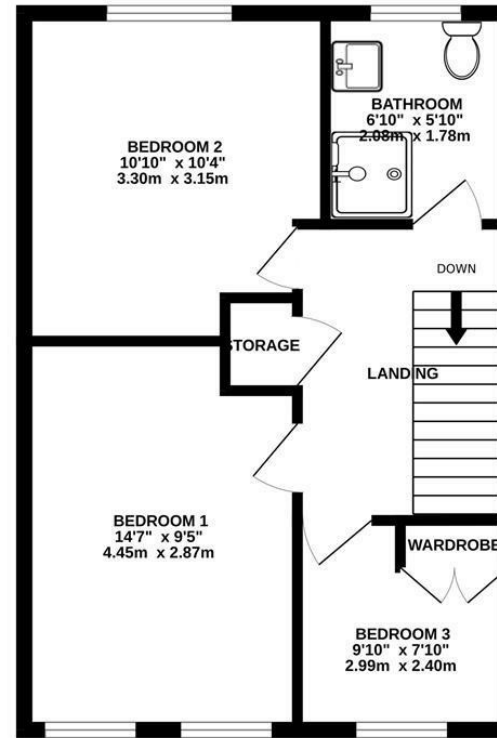 BEDROOM 2
10'10" x 10'4"
3.30m x 3.15m
BATHROOM
6'10" x 5'10"
2.08m x 1.78m
DOWN
STORAGE
LANDING
BEDROOM 1
14'7" x 9'5"
4.45m x 2.87m
WARDROBE
BEDROOM 3
9'10" x 7'10"
2.99m x 2.40m